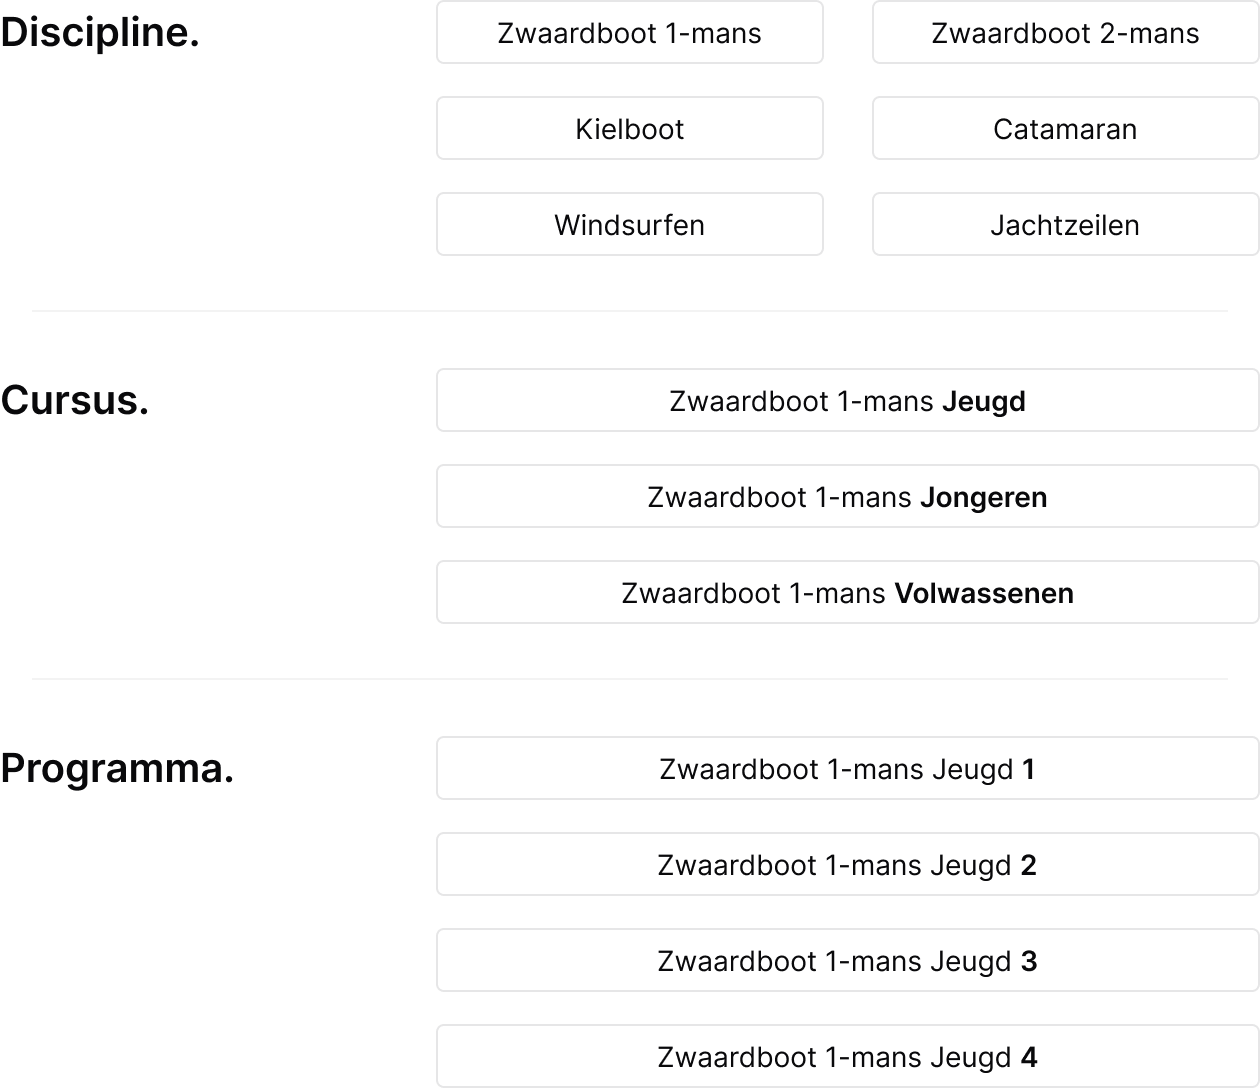 Discipline.
Zwaardboot 1-mans
Zwaardboot 2-mans
Kielboot
Catamaran
Windsurfen
Jachtzeilen
Cursus.
Zwaardboot 1-mans Jeugd
Zwaardboot 1-mans Jongeren
Zwaardboot 1-mans Volwassenen
Programma.
Zwaardboot 1-mans Jeugd 1
Zwaardboot 1-mans Jeugd 2
Zwaardboot 1-mans Jeugd 3
Zwaardboot 1-mans Jeugd 4